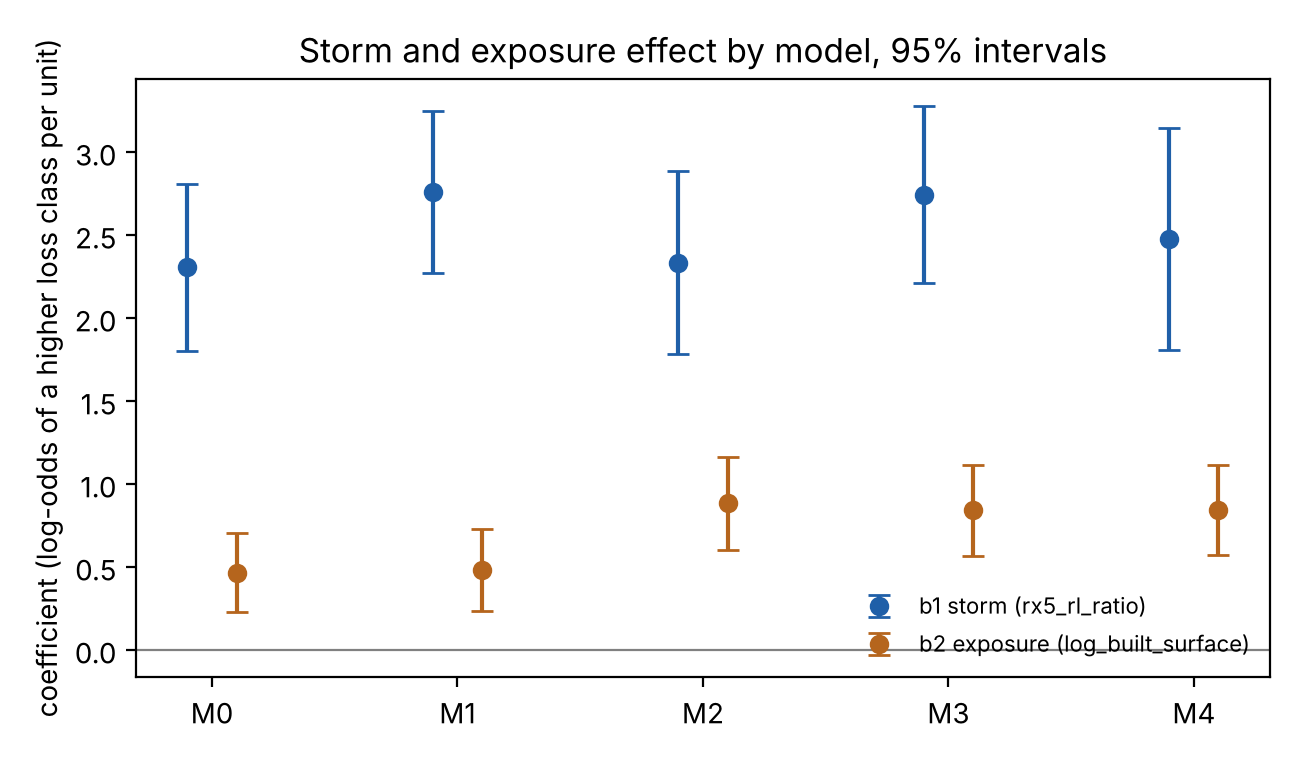 Storm and exposure effect by model, 95% intervals
coefficient (log-odds of a higher loss class per unit)
3.0
2.5
2.0
1.5
1.0
0.5
0.0
b1 storm (rx5_rl_ratio)
b2 exposure (log_built_surface)
M0
M1
M2
M3
M4